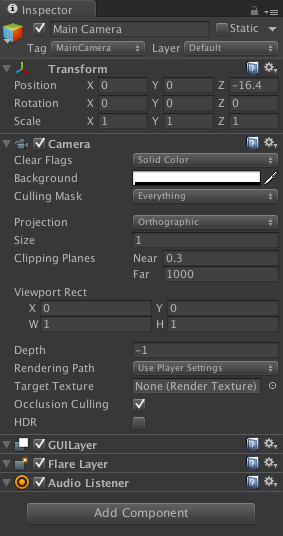 Inspector
Main Camera Static
Tag MainCamera Layer Default
Transform
Position X 0 Y 0 Z -16.4
Rotation X 0 Y 0 Z 0
Scale X 1 Y 1 Z 1
Camera
Clear Flags Solid Color
Background
Culling Mask Everything
Projection Orthographic
Size 1
Clipping Planes Near 0.3
Far 1000
Viewport Rect
X 0 Y 0
W 1 H 1
Depth -1
Rendering Path Use Player Settings
Target Texture None (Render Texture)
Occlusion Culling
HDR
GUILayer
Flare Layer
Audio Listener
Add Component